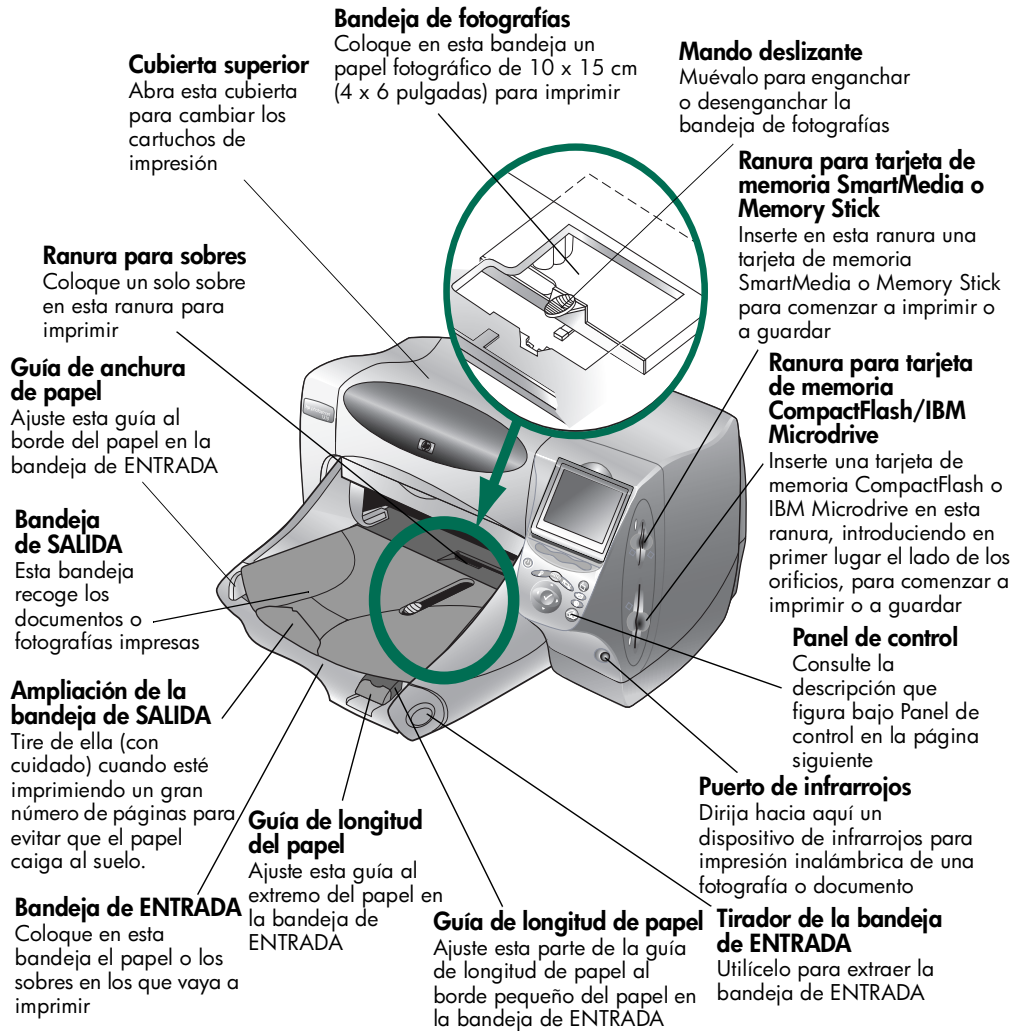 Bandeja de fotografías
Coloque en esta bandeja un
papel fotográfico de 10 x 15 cm
(4 x 6 pulgadas) para imprimir
Mando deslizante
Muévalo para enganchar
o desenganchar la
bandeja de fotografías
Cubierta superior
Abra esta cubierta
para cambiar los
cartuchos de
impresión
Ranura para tarjeta de
memoria SmartMedia o
Memory Stick
Inserte en esta ranura una
tarjeta de memoria
SmartMedia o Memory Stick
para comenzar a imprimir o
a guardar
Ranura para sobres
Coloque un solo sobre
en esta ranura para
imprimir
Guía de anchura
de papel
Ajuste esta guía al
borde del papel en la
bandeja de ENTRADA
Ranura para tarjeta
de memoria
CompactFlash/IBM
Microdrive
Inserte una tarjeta de
memoria CompactFlash o
IBM Microdrive en esta
ranura, introduciendo en
primer lugar el lado de los
orificios, para comenzar a
imprimir o a guardar
Bandeja
de SALIDA
Esta bandeja
recoge los
documentos o
fotografías impresas
Panel de control
Consulte la
descripción que
figura bajo Panel de
control en la página
siguiente
Ampliación de la
bandeja de SALIDA
Tire de ella (con
cuidado) cuando esté
imprimiendo un gran
número de páginas para
evitar que el papel
caiga al suelo.
Puerto de infrarrojos
Dirija hacia aquí un
dispositivo de infrarrojos para
impresión inalámbrica de una
fotografía o documento
Guía de longitud
del papel
Ajuste esta guía al
extremo del papel en
la bandeja de
ENTRADA
Bandeja de ENTRADA
Coloque en esta
bandeja el papel o los
sobres en los que vaya a
imprimir
Guía de longitud de papel
Ajuste esta parte de la guía
de longitud de papel al
borde pequeño del papel en
la bandeja de ENTRADA
Tirador de la bandeja
de ENTRADA
Utilícelo para extraer la
bandeja de ENTRADA
hp